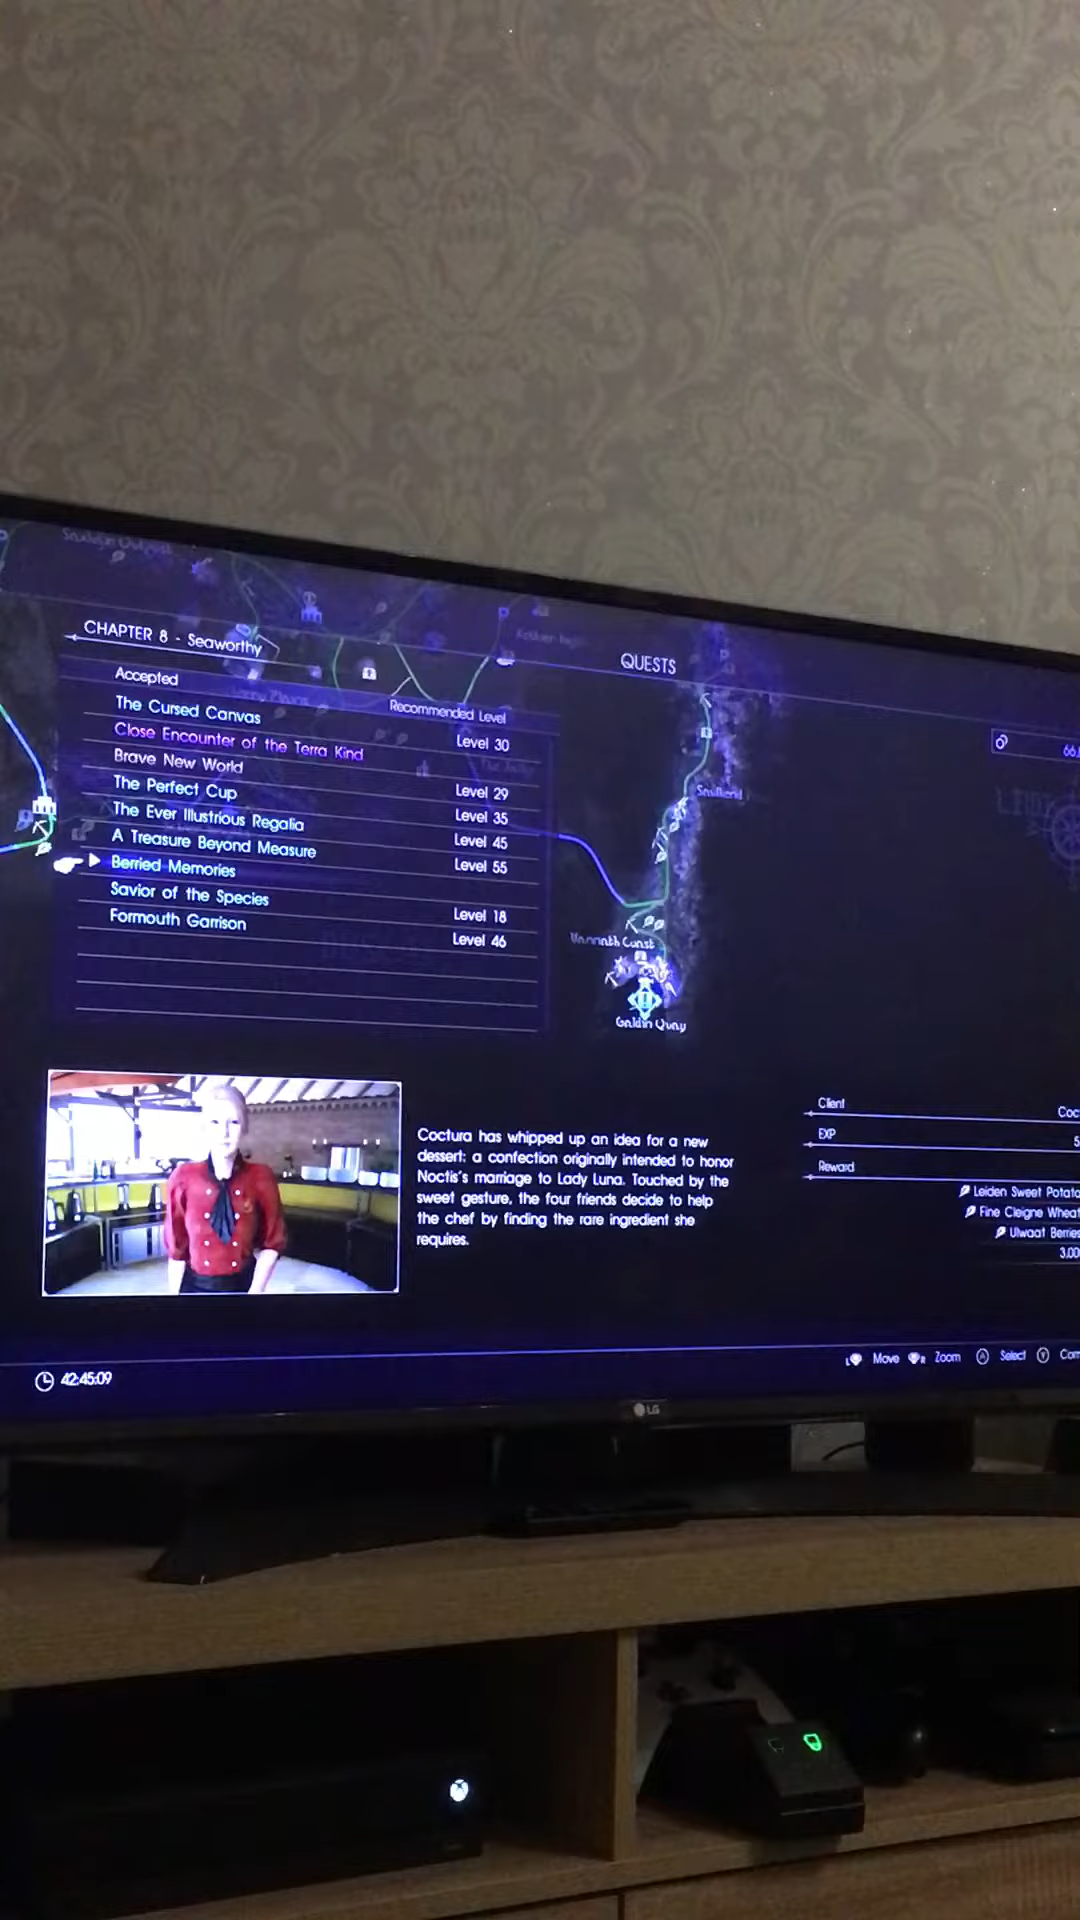 CHAPTER 8 - Seaworthy
QUESTS
Accepted
Recommended Level
The Cursed Canvas
Level 30
Close Encounter of the Terra Kind
Brave New World
Level 29
The Perfect Cup
Level 35
The Ever Illustrious Regalia
Level 45
A Treasure Beyond Measure
Level 55
Berried Memories
Savior of the Species
Level 18
Formouth Garrison
Level 46
Galdin Quay
Coctura has whipped up an idea for a new
dessert: a confection originally intended to honor
Noctis's marriage to Lady Luna. Touched by the
sweet gesture, the four friends decide to help
the chef by finding the rare ingredient she
requires.
Client
Coc
EXP
5
Reward
Leiden Sweet Potato
Fine Cleigne Wheat
Ulwaat Berries
3,00
42:45:09
L Move R Zoom A Select Y Com
LG